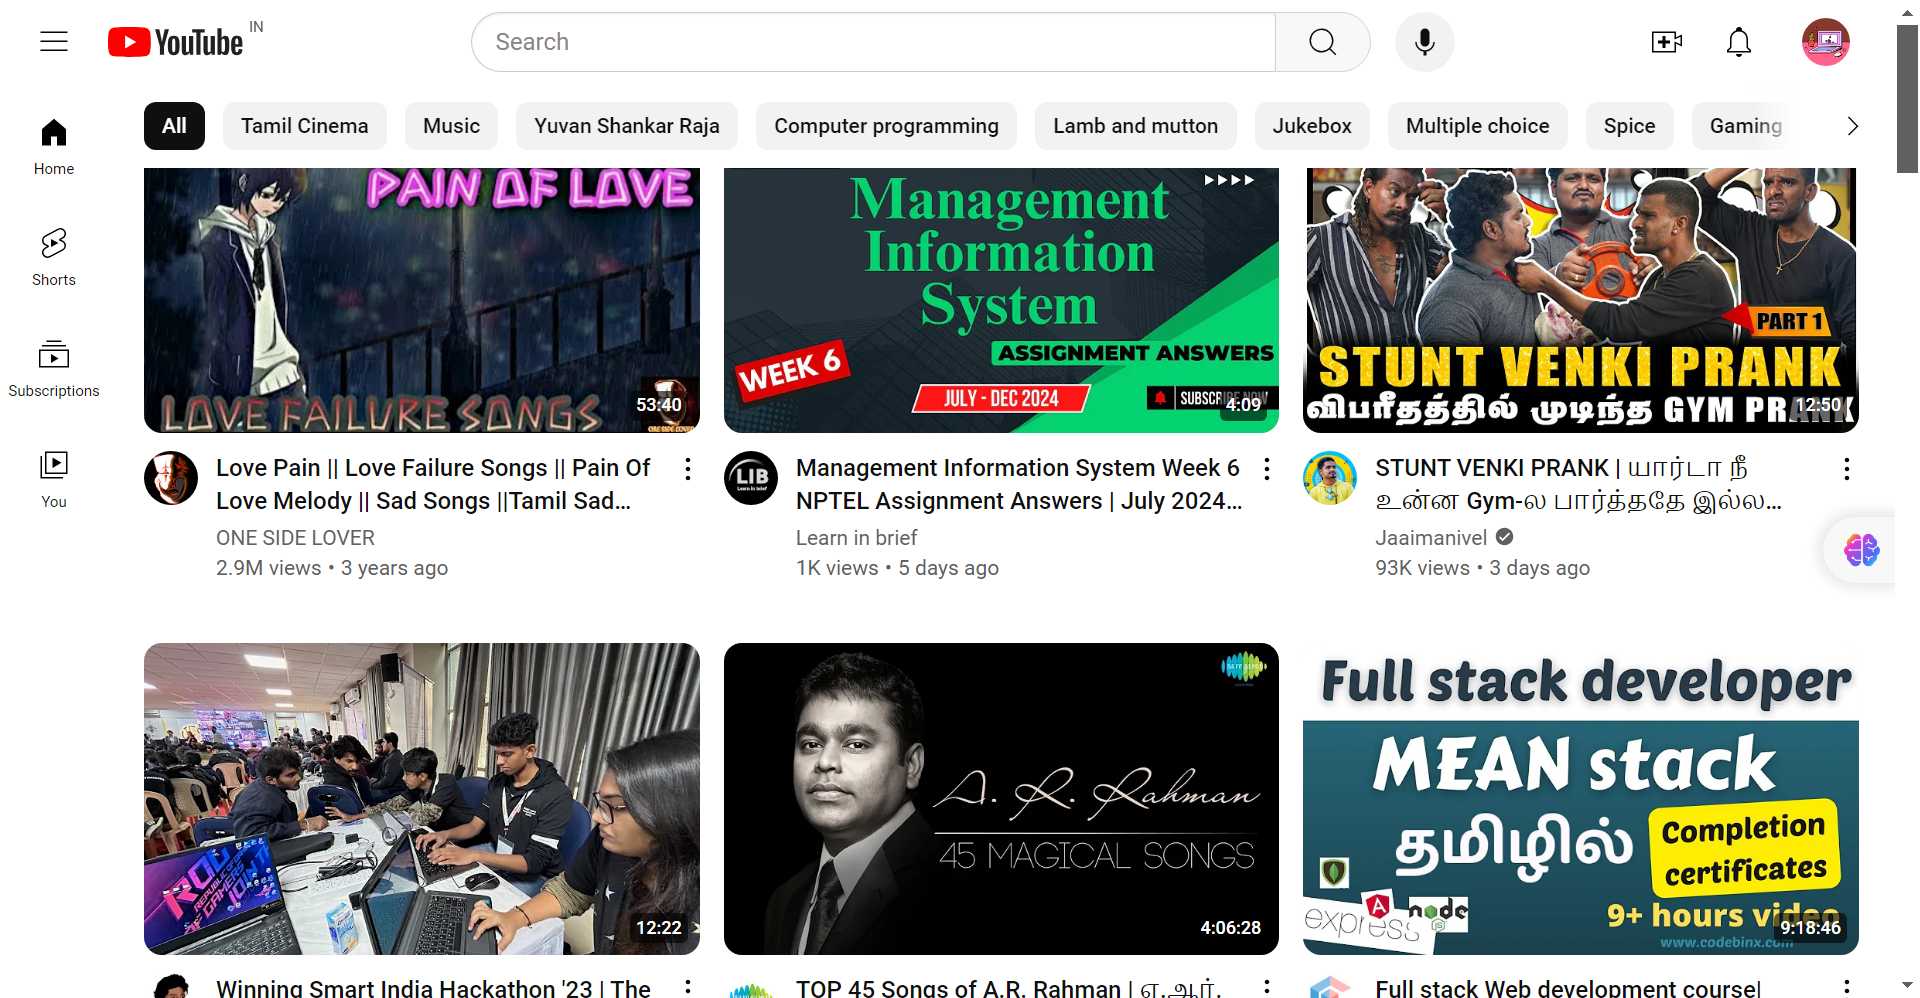 YouTube IN
Search
All
Tamil Cinema
Music
Yuvan Shankar Raja
Computer programming
Lamb and mutton
Jukebox
Multiple choice
Spice
Gaming
Home
Shorts
Subscriptions
You
PAIN OF LOVE
LOVE FAILURE SONGS
53:40
Love Pain || Love Failure Songs || Pain Of
Love Melody || Sad Songs ||Tamil Sad...
ONE SIDE LOVER
2.9M views • 3 years ago
Management
Information
System
ASSIGNMENT ANSWERS
WEEK 6
JULY - DEC 2024
SUBSCRIBE NOW
4:09
LIB
Learn in brief
Management Information System Week 6
NPTEL Assignment Answers | July 2024...
Learn in brief
1K views • 5 days ago
PART 1
STUNT VENKI PRANK
விபரீதத்தில் முடிந்த GYM PRANK
12:50
STUNT VENKI PRANK | யார்டா நீ
உன்ன Gym-ல பார்த்ததே இல்ல...
Jaaimanivel
93K views • 3 days ago
REPUBLIC OF
GAMERS
12:22
Winning Smart India Hackathon '23 | The
A. R. Rahman
45 MAGICAL SONGS
4:06:28
TOP 45 Songs of A.R. Rahman | ஏ.ஆர்.
Full stack developer
MEAN stack
தமிழில்
Completion
certificates
express
A
node
9+ hours video
www.codebinx.com
9:18:46
Full stack Web development course|